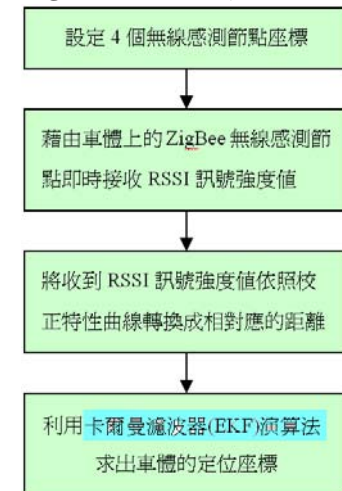 設定 4 個無線感測節點座標
藉由車體上的 ZigBee 無線感測節
點即時接收 RSSI 訊號強度值
將收到 RSSI 訊號強度值依照校
正特性曲線轉換成相對應的距離
利用卡爾曼濾波器(EKF)演算法
求出車體的定位座標